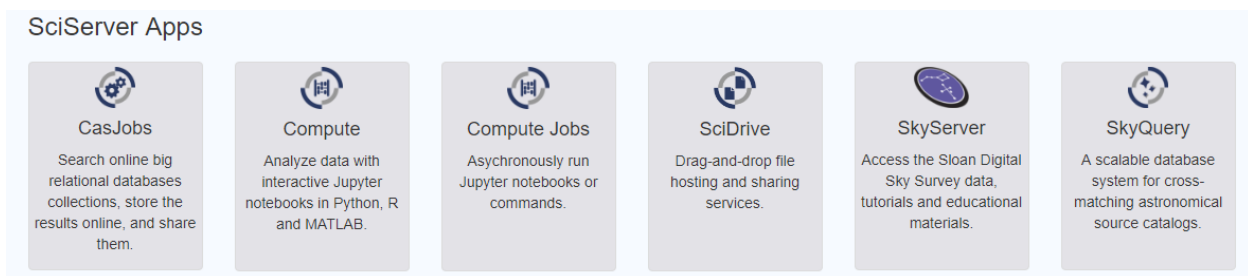 SciServer Apps
CasJobs
Search online big
relational databases
collections, store the
results online, and share
them.
Compute
Analyze data with
interactive Jupyter
notebooks in Python, R
and MATLAB.
Compute Jobs
Asychronously run
Jupyter notebooks or
commands.
SciDrive
Drag-and-drop file
hosting and sharing
services.
SkyServer
Access the Sloan Digital
Sky Survey data,
tutorials and educational
materials.
SkyQuery
A scalable database
system for cross-
matching astronomical
source catalogs.